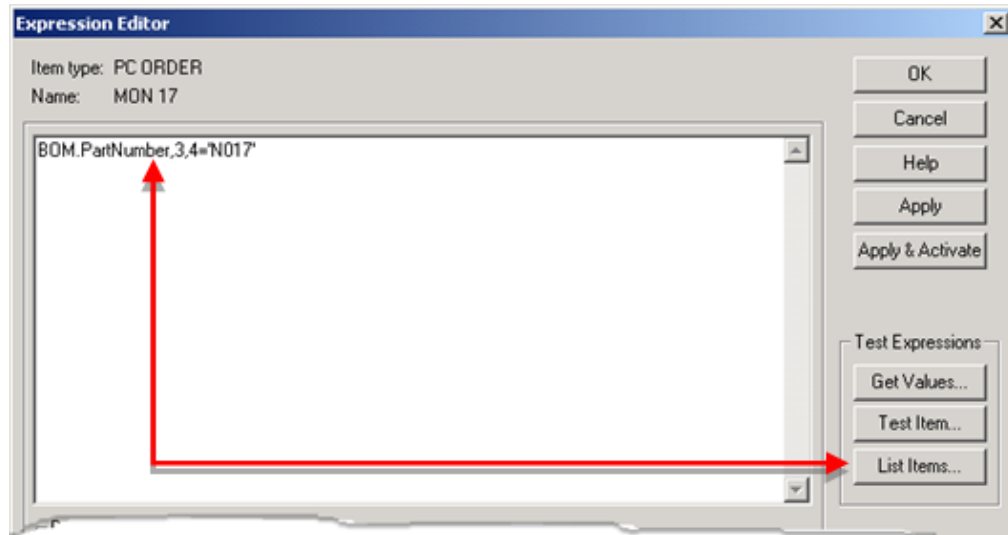 Expression Editor
Item type: PC ORDER
Name: MON 17
BOM.PartNumber,3,4='N017'
OK
Cancel
Help
Apply
Apply & Activate
Test Expressions
Get Values...
Test Item...
List Items...